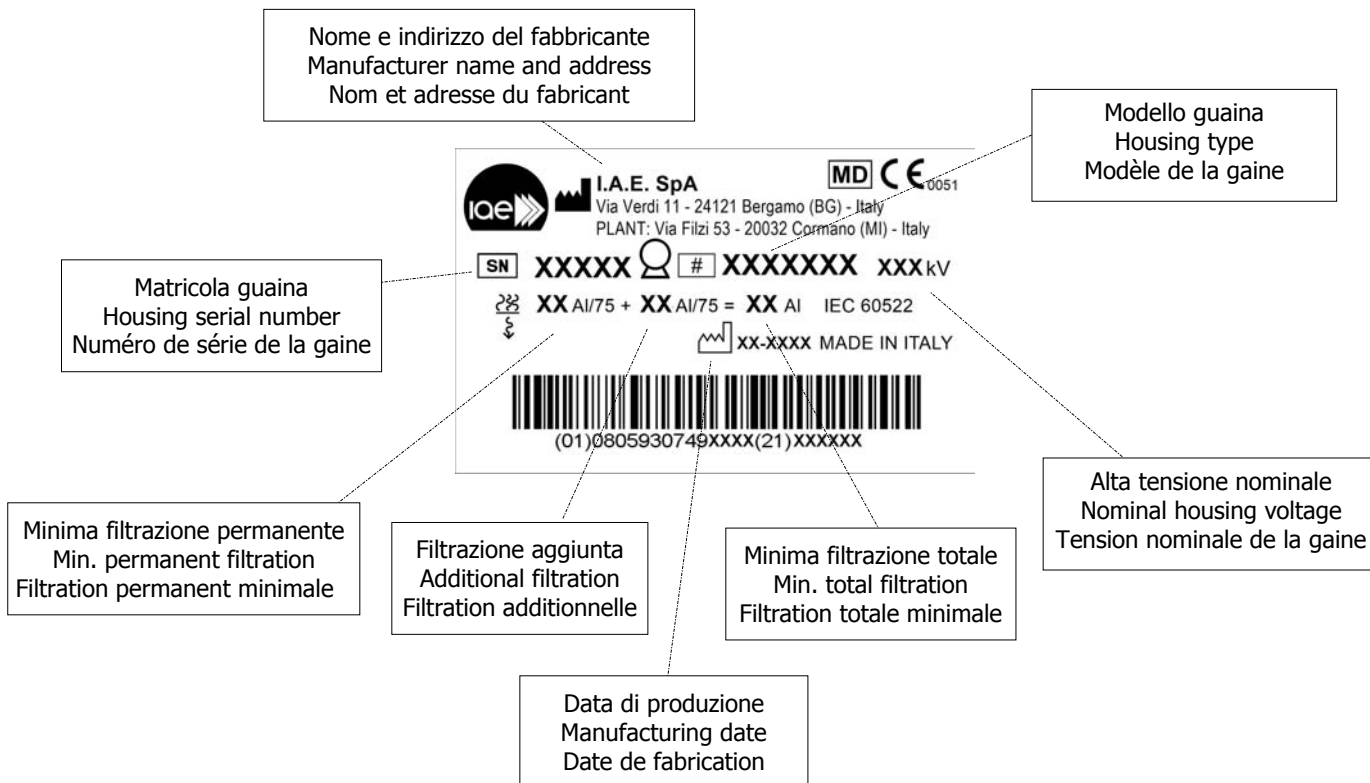 Nome e indirizzo del fabbricante
Manufacturer name and address
Nom et adresse du fabricant
Modello guaina
Housing type
Modèle de la gaine
iae
I.A.E. SpA
MD CE 0051
Via Verdi 11 - 24121 Bergamo (BG) - Italy
PLANT: Via Filzi 53 - 20032 Cormano (MI) - Italy
SN XXXXX # XXXXXXX XXX kV
XX Al/75 + XX Al/75 = XX Al IEC 60522
XX-XXXX MADE IN ITALY
(01)0805930749XXXX(21)XXXXXX
Matricola guaina
Housing serial number
Numéro de série de la gaine
Minima filtrazione permanente
Min. permanent filtration
Filtration permanent minimale
Filtrazione aggiunta
Additional filtration
Filtration additionnelle
Minima filtrazione totale
Min. total filtration
Filtration totale minimale
Alta tensione nominale
Nominal housing voltage
Tension nominale de la gaine
Data di produzione
Manufacturing date
Date de fabrication